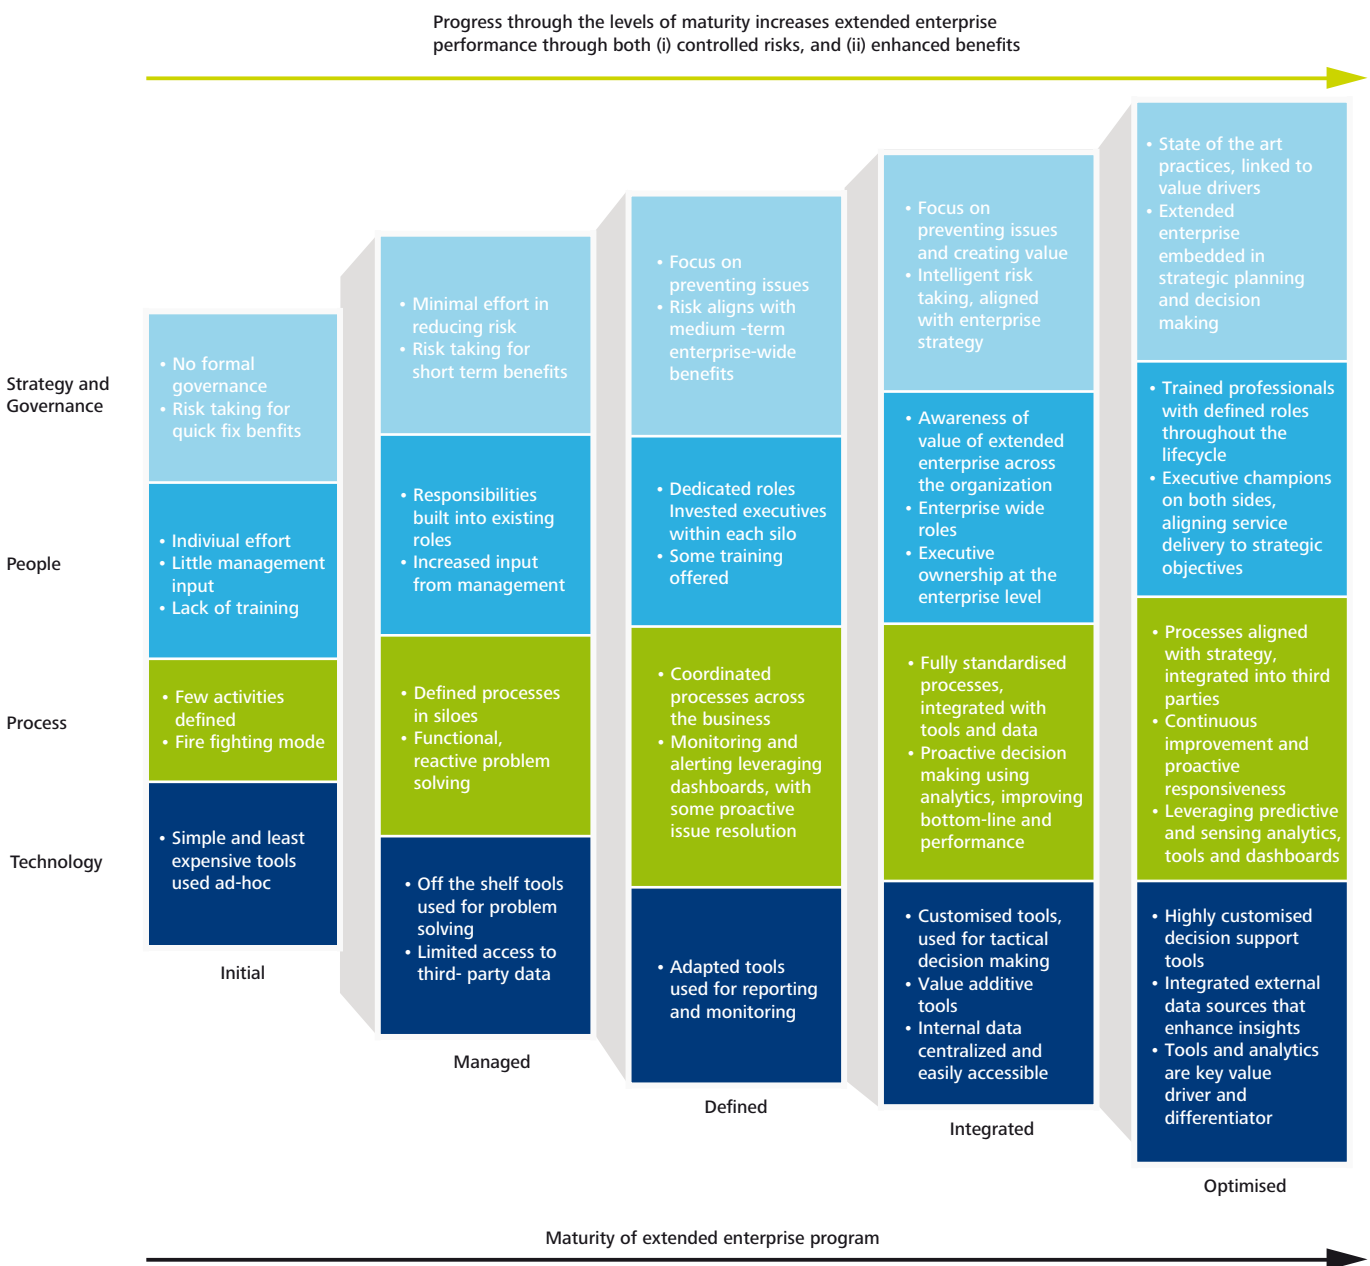 Progress through the levels of maturity increases extended enterprise
performance through both (i) controlled risks, and (ii) enhanced benefits
Strategy and
Governance
People
Process
Technology
• No formal
governance
• Risk taking for
quick fix benfits
• Indiviual effort
• Little management
input
• Lack of training
• Few activities
defined
• Fire fighting mode
• Simple and least
expensive tools
used ad-hoc
Initial
• Minimal effort in
reducing risk
• Risk taking for
short term benefits
• Responsibilities
built into existing
roles
• Increased input
from management
• Defined processes
in siloes
• Functional,
reactive problem
solving
• Off the shelf tools
used for problem
solving
• Limited access to
third- party data
Managed
• Focus on
preventing issues
• Risk aligns with
medium -term
enterprise-wide
benefits
• Dedicated roles
Invested executives
within each silo
• Some training
offered
• Coordinated
processes across
the business
• Monitoring and
alerting leveraging
dashboards, with
some proactive
issue resolution
• Adapted tools
used for reporting
and monitoring
Defined
• Focus on
preventing issues
and creating value
• Intelligent risk
taking, aligned
with enterprise
strategy
• Awareness of
value of extended
enterprise across
the organization
• Enterprise wide
roles
• Executive
ownership at the
enterprise level
• Fully standardised
processes,
integrated with
tools and data
• Proactive decision
making using
analytics, improving
bottom-line and
performance
• Customised tools,
used for tactical
decision making
• Value additive
tools
• Internal data
centralized and
easily accessible
Integrated
• State of the art
practices, linked to
value drivers
• Extended
enterprise
embedded in
strategic planning
and decision
making
• Trained professionals
with defined roles
throughout the
lifecycle
• Executive champions
on both sides,
aligning service
delivery to strategic
objectives
• Processes aligned
with strategy,
integrated into third
parties
• Continuous
improvement and
proactive
responsiveness
• Leveraging predictive
and sensing analytics,
tools and dashboards
• Highly customised
decision support
tools
• Integrated external
data sources that
enhance insights
• Tools and analytics
are key value
driver and
differentiator
Optimised
Maturity of extended enterprise program